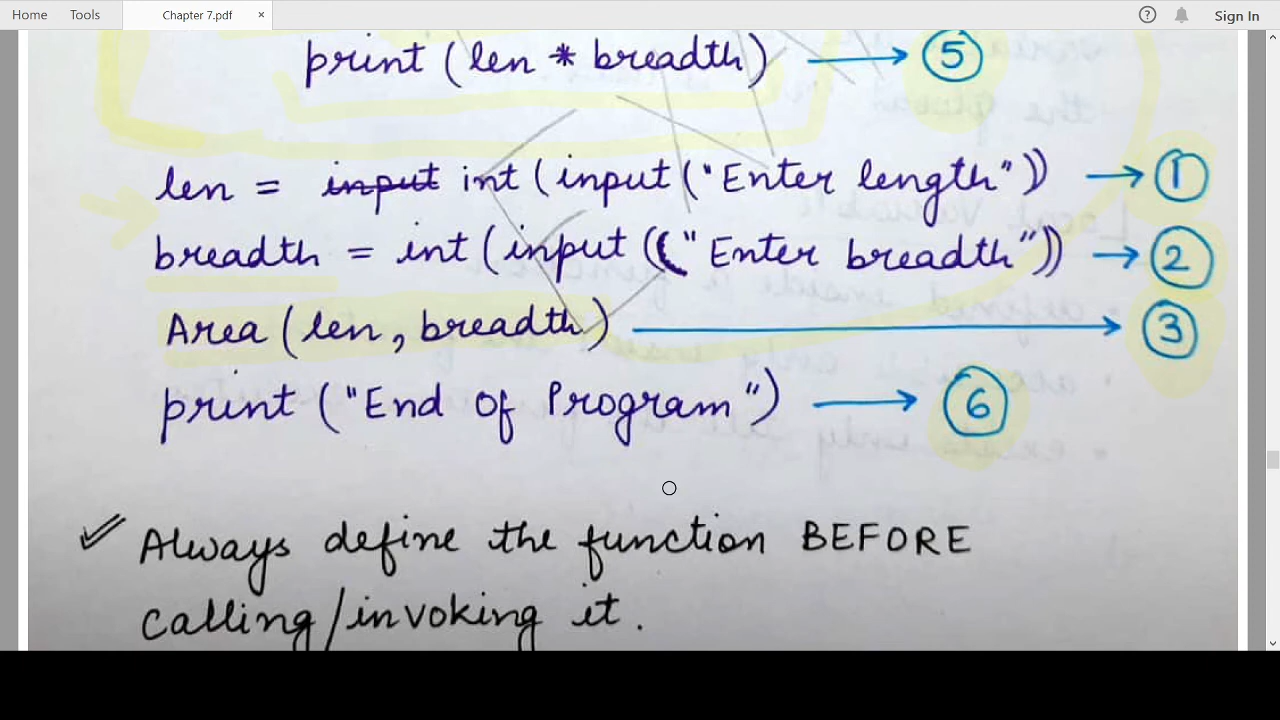 Home Tools Chapter 7.pdf × ? Sign In
print (len * breadth) → 5
len = input int (input ("Enter length")) → 1
breadth = int (input (("Enter breadth")) → 2
Area (len, breadth) → 3
print ("End of Program") → 6
Always define the function BEFORE
calling/invoking it.